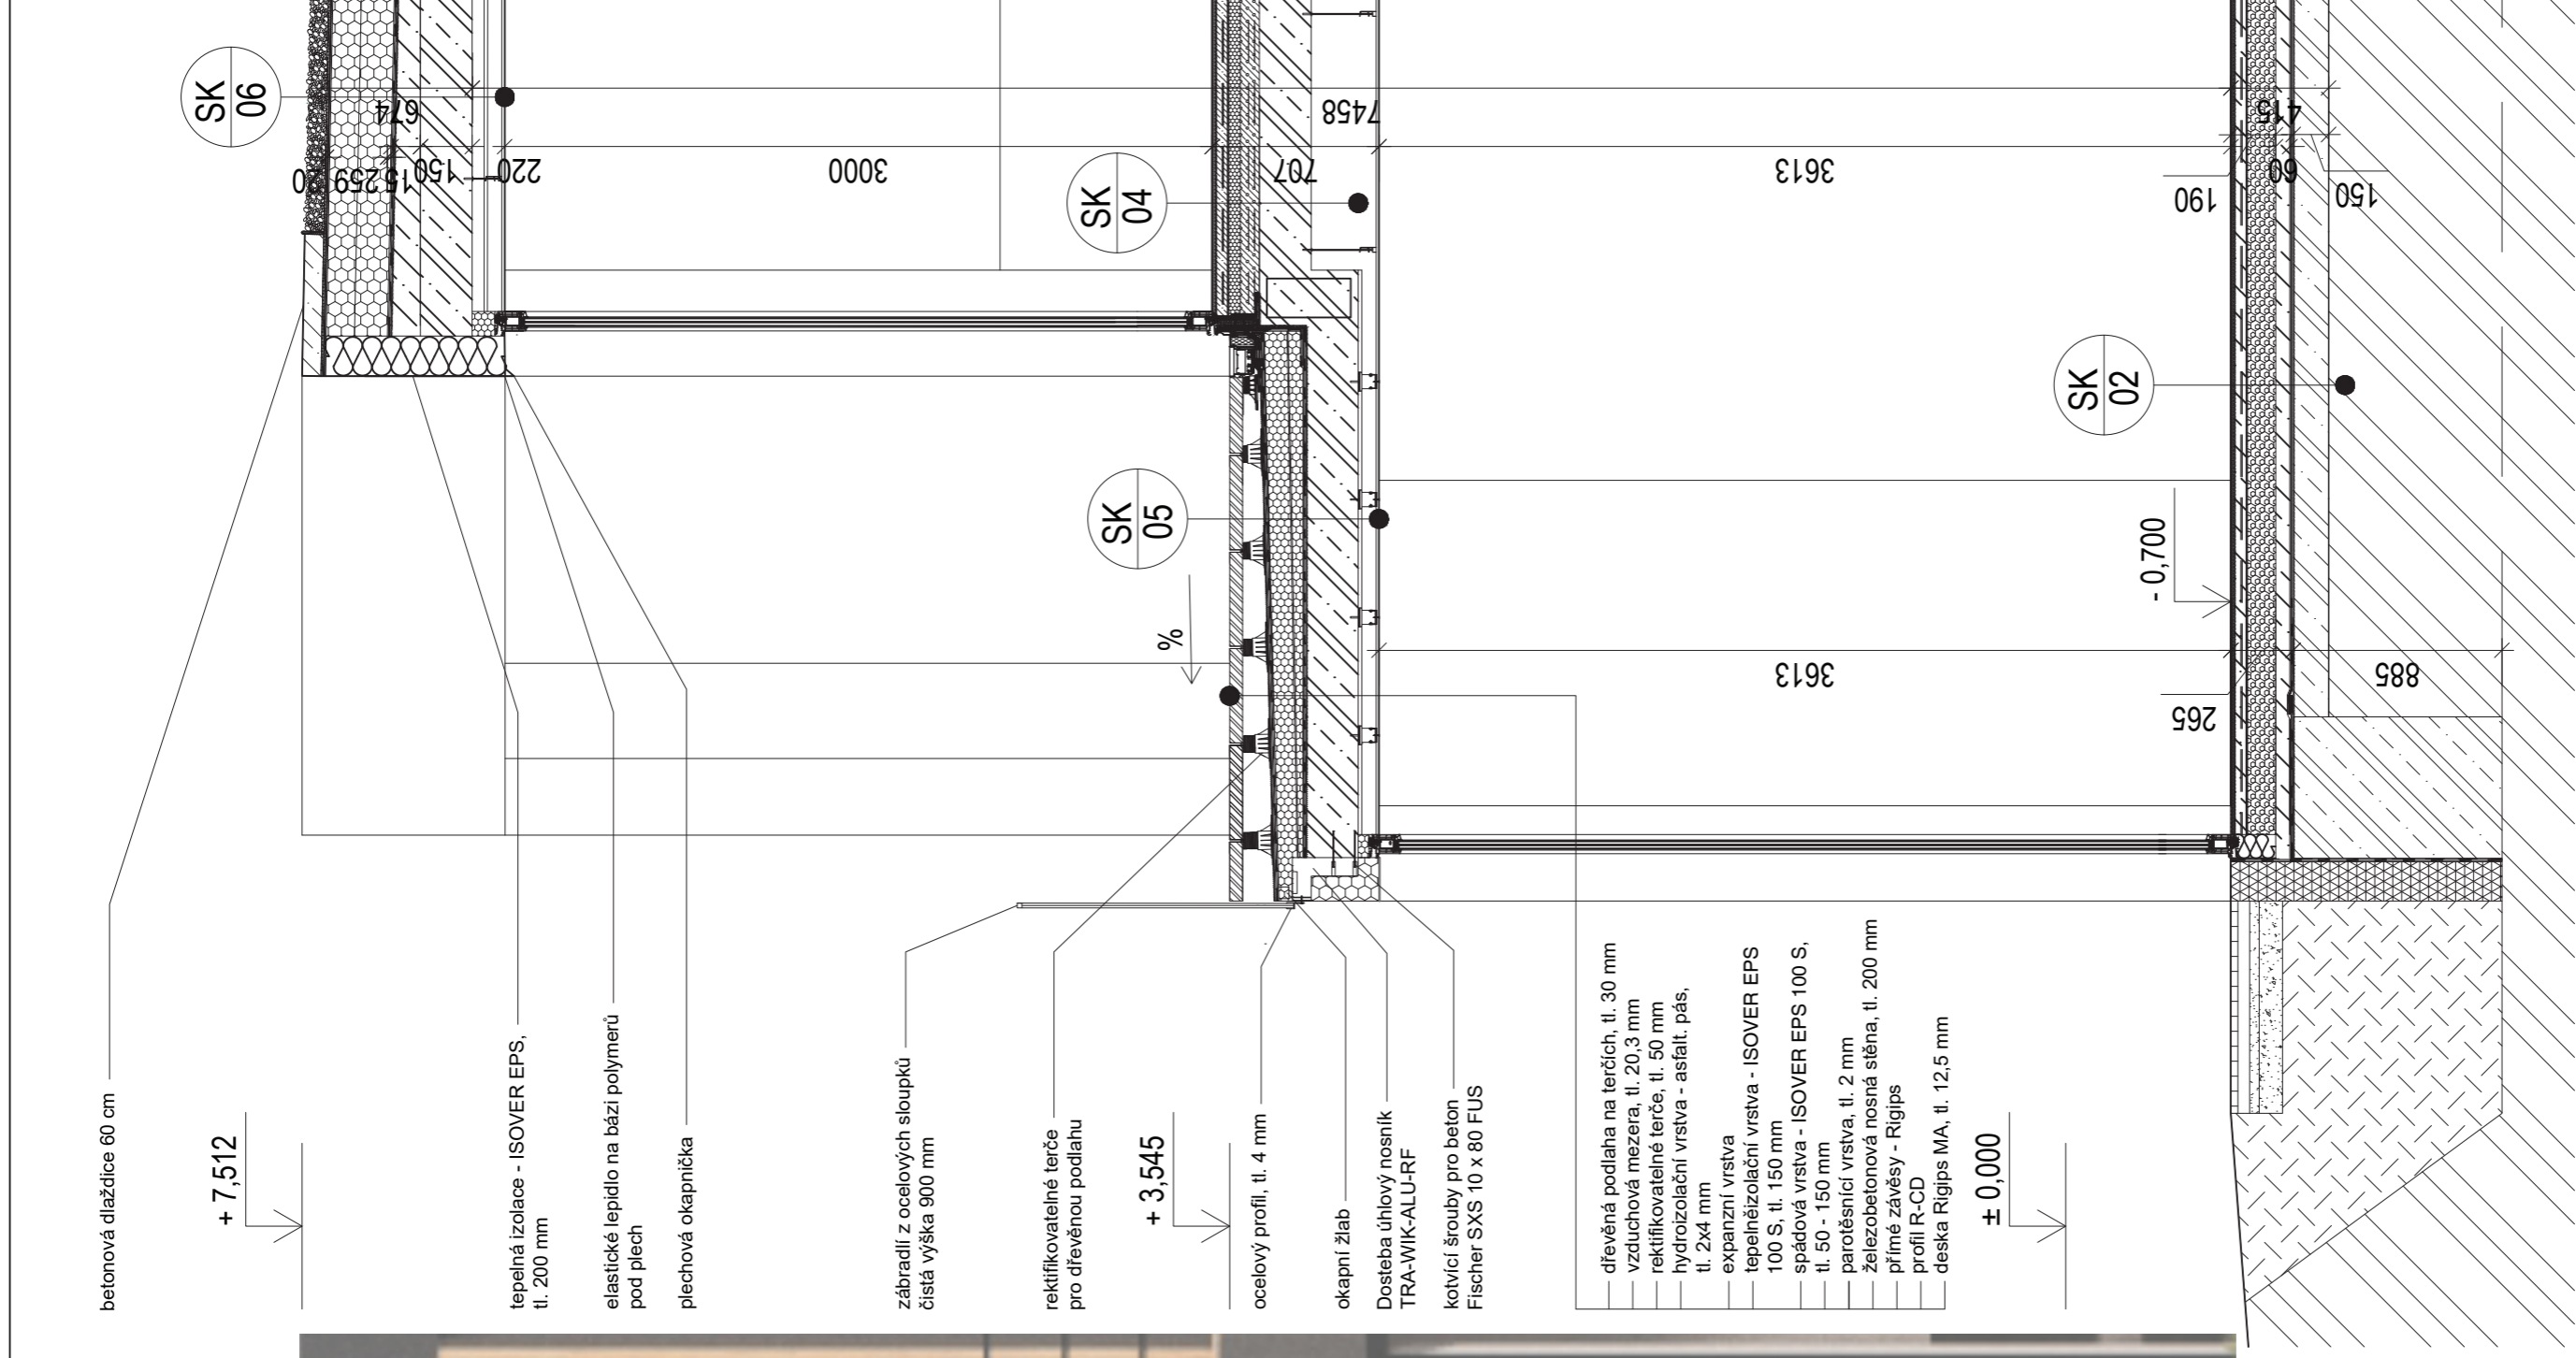 betonová dlaždice 60 cm
+ 7,512
tepelná izolace - ISOVER EPS,
tl. 200 mm
elastické lepidlo na bázi polymerů
pod plech
plechová okapnička
zábradlí z ocelových sloupků
čistá výška 900 mm
rektifikovatelné terče
pro dřevěnou podlahu
+ 3,545
ocelový profil, tl. 4 mm
okapní žlab
Dosteba úhlový nosník
TRA-WIK-ALU-RF
kotvící šrouby pro beton
Fischer SXS 10 x 80 FUS
dřevěná podlaha na terčích, tl. 30 mm
vzduchová mezera, tl. 20,3 mm
rektifikovatelné terče, tl. 50 mm
hydroizolační vrstva - asfalt. pás,
tl. 2x4 mm
expanzní vrstva
tepelněizolační vrstva - ISOVER EPS
100 S, tl. 150 mm
spádová vrstva - ISOVER EPS 100 S,
tl. 50 - 150 mm
parotěsnící vrstva, tl. 2 mm
železobetonová nosná stěna, tl. 200 mm
přímé závěsy - Rigips
profil R-CD
deska Rigips MA, tl. 12,5 mm
± 0,000
SK
06
SK
04
SK
05
SK
02
%
- 0,700
674
259
15
150
220
3000
707
7458
3613
190
415
60
150
3613
265
885